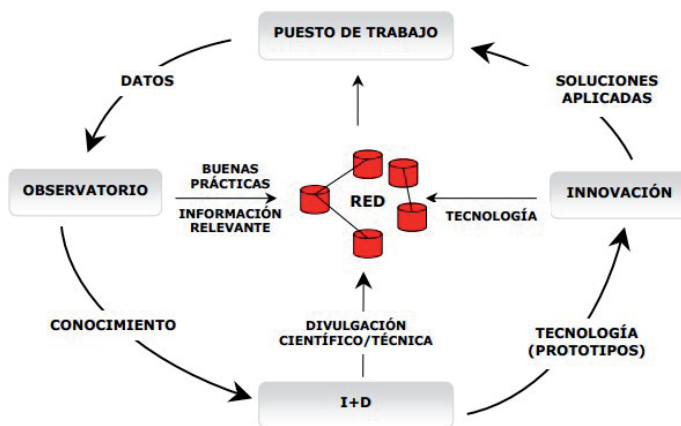 PUESTO DE TRABAJO
DATOS
SOLUCIONES
APLICADAS
OBSERVATORIO
BUENAS
PRÁCTICAS
INFORMACIÓN
RELEVANTE
RED
TECNOLOGÍA
INNOVACIÓN
CONOCIMIENTO
DIVULGACIÓN
CIENTÍFICO/TÉCNICA
TECNOLOGÍA
(PROTOTIPOS)
I+D